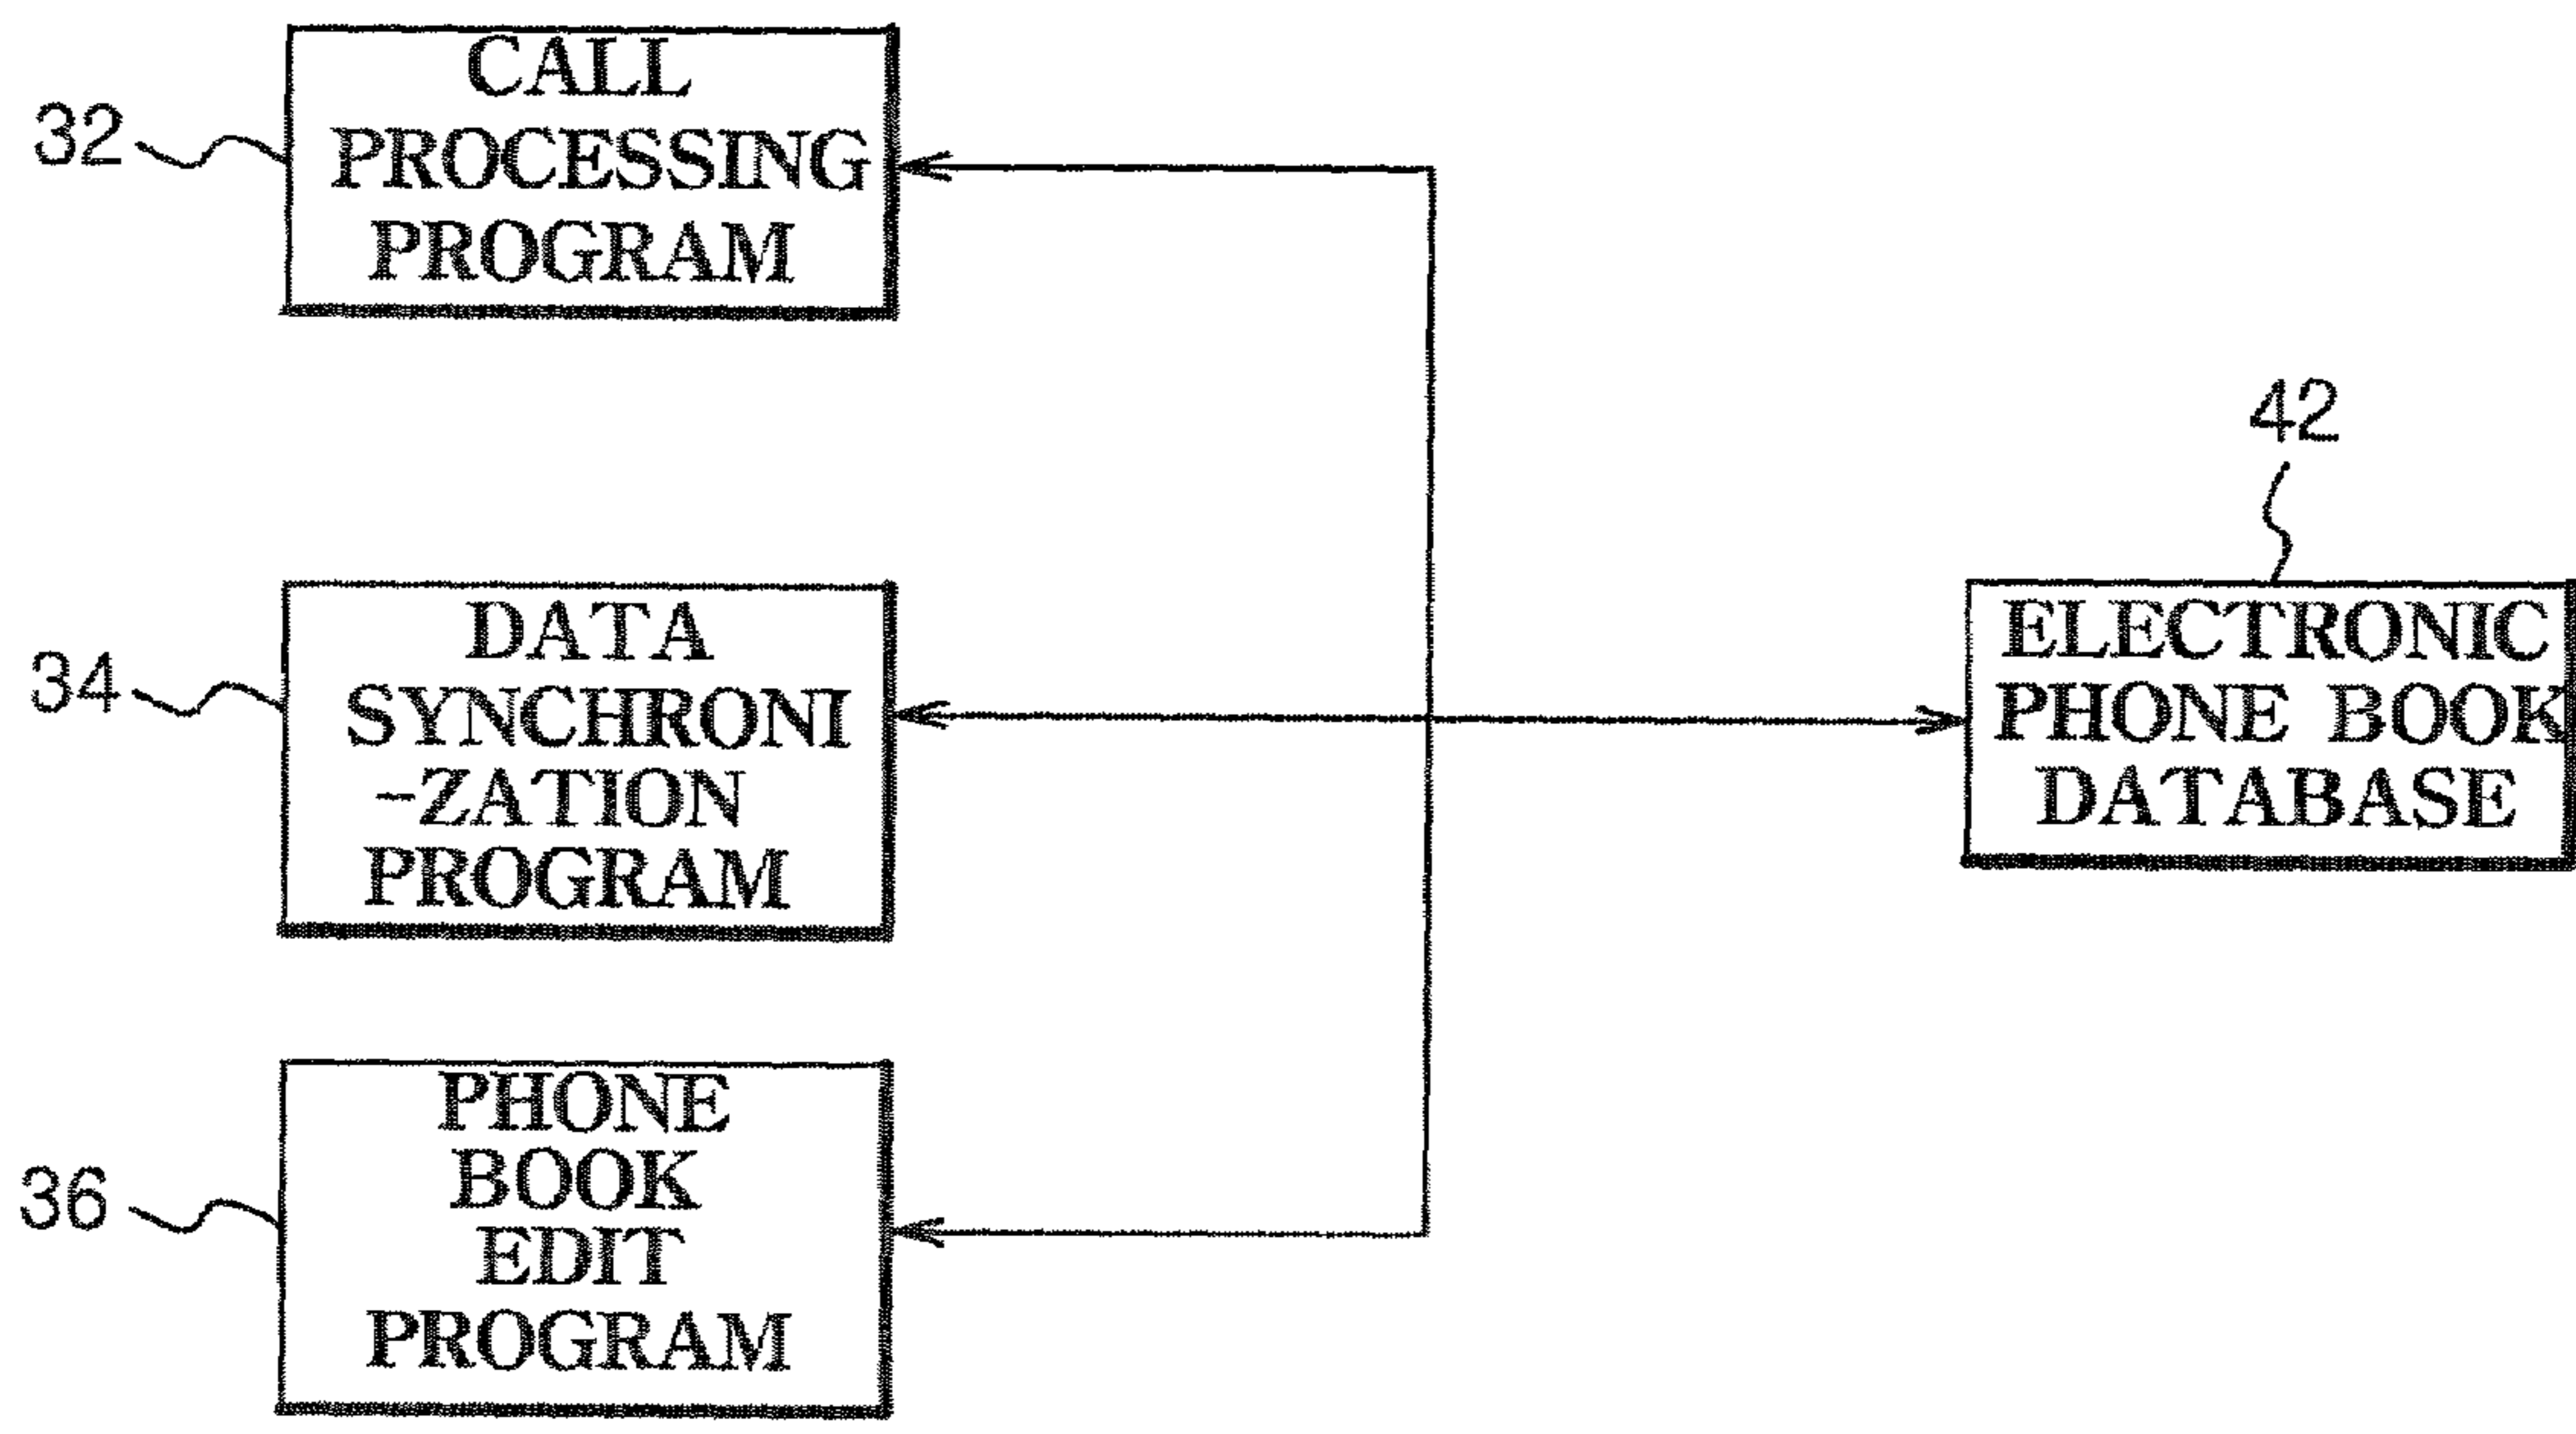 32
CALL
PROCESSING
PROGRAM
34
DATA
SYNCHRONI
-ZATION
PROGRAM
36
PHONE
BOOK
EDIT
PROGRAM
42
ELECTRONIC
PHONE BOOK
DATABASE